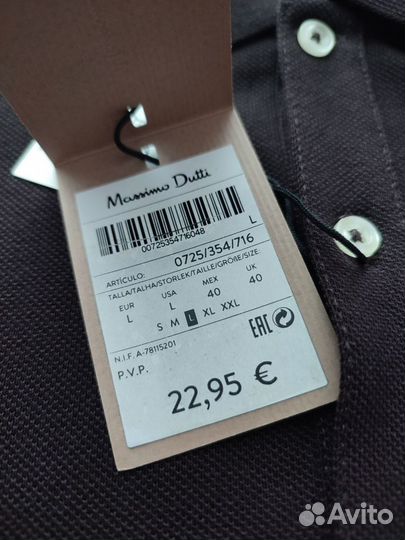 Massimo Dutti
L
00725354716048
ARTÍCULO: 0725/354/716
TALLA/TALHA/STORLEK/TAILLE/GRÖßE/SIZE
EUR USA MEX UK
L L 40 40
S M L XL XXL
N.I.F. A-78115201
EAC
P.V.P.
22,95 €
Avito